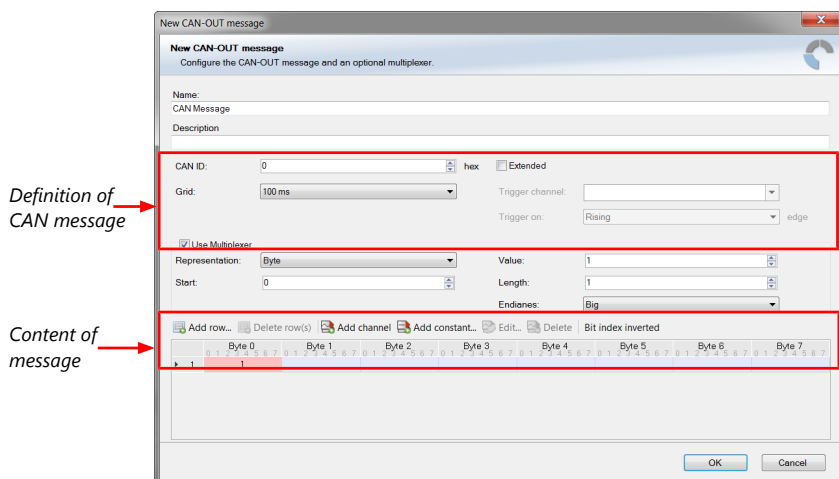 New CAN-OUT message
X
New CAN-OUT message
Configure the CAN-OUT message and an optional multiplexer.
Name:
CAN Message
Description
Definition of
CAN message
CAN ID: 0 hex Extended
Grid: 100 ms Trigger channel:
Trigger on: Rising edge
Use Multiplexer
Representation: Byte Value: 1
Start: 0 Length: 1
Endianes: Big
Content of
message
Add row... Delete row(s) Add channel Add constant... Edit... Delete Bit index inverted
Byte 0 Byte 1 Byte 2 Byte 3 Byte 4 Byte 5 Byte 6 Byte 7
0 1 2 3 4 5 6 7 0 1 2 3 4 5 6 7 0 1 2 3 4 5 6 7 0 1 2 3 4 5 6 7 0 1 2 3 4 5 6 7 0 1 2 3 4 5 6 7 0 1 2 3 4 5 6 7 0 1 2 3 4 5 6 7
1 1
OK Cancel